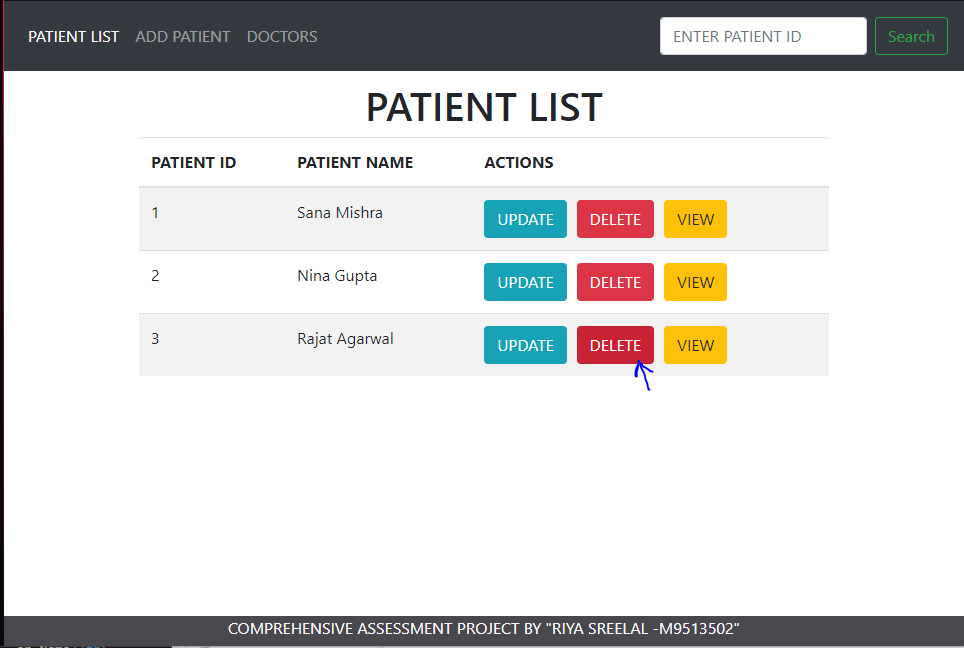 PATIENT LIST ADD PATIENT DOCTORS ENTER PATIENT ID Search
PATIENT LIST
PATIENT ID PATIENT NAME ACTIONS
1 Sana Mishra UPDATE DELETE VIEW
2 Nina Gupta UPDATE DELETE VIEW
3 Rajat Agarwal UPDATE DELETE VIEW
COMPREHENSIVE ASSESSMENT PROJECT BY "RIYA SREELAL -M9513502"